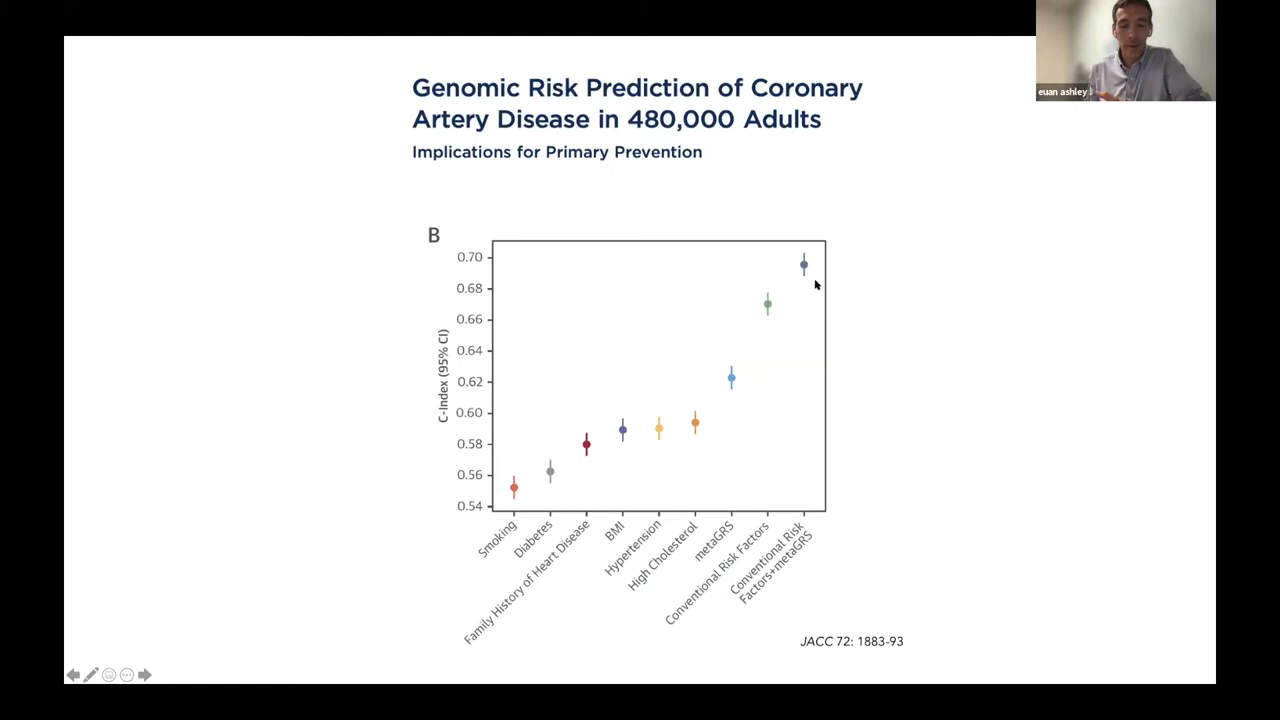 Genomic Risk Prediction of Coronary
Artery Disease in 480,000 Adults
Implications for Primary Prevention
euan ashley
B
0.70
0.68
0.66
0.64
0.62
0.60
0.58
0.56
0.54
C-Index (95% CI)
Smoking
Diabetes
Family History of Heart Disease
BMI
Hypertension
High Cholesterol
metaGRS
Conventional Risk Factors
Conventional Risk
Factors+metaGRS
JACC 72: 1883-93